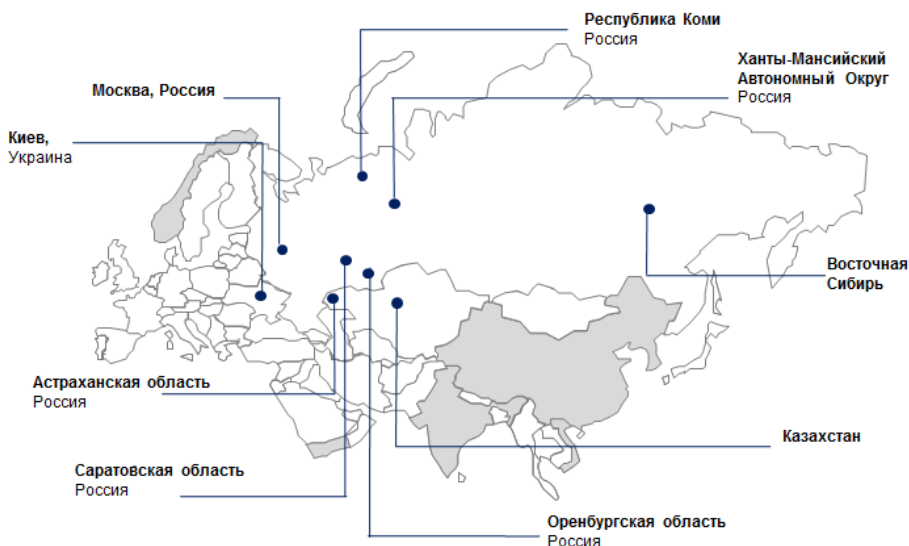 Республика Коми
Россия
Ханты-Мансийский
Автономный Округ
Россия
Москва, Россия
Киев,
Украина
Восточная
Сибирь
Астраханская область
Россия
Казахстан
Саратовская область
Россия
Оренбургская область
Россия